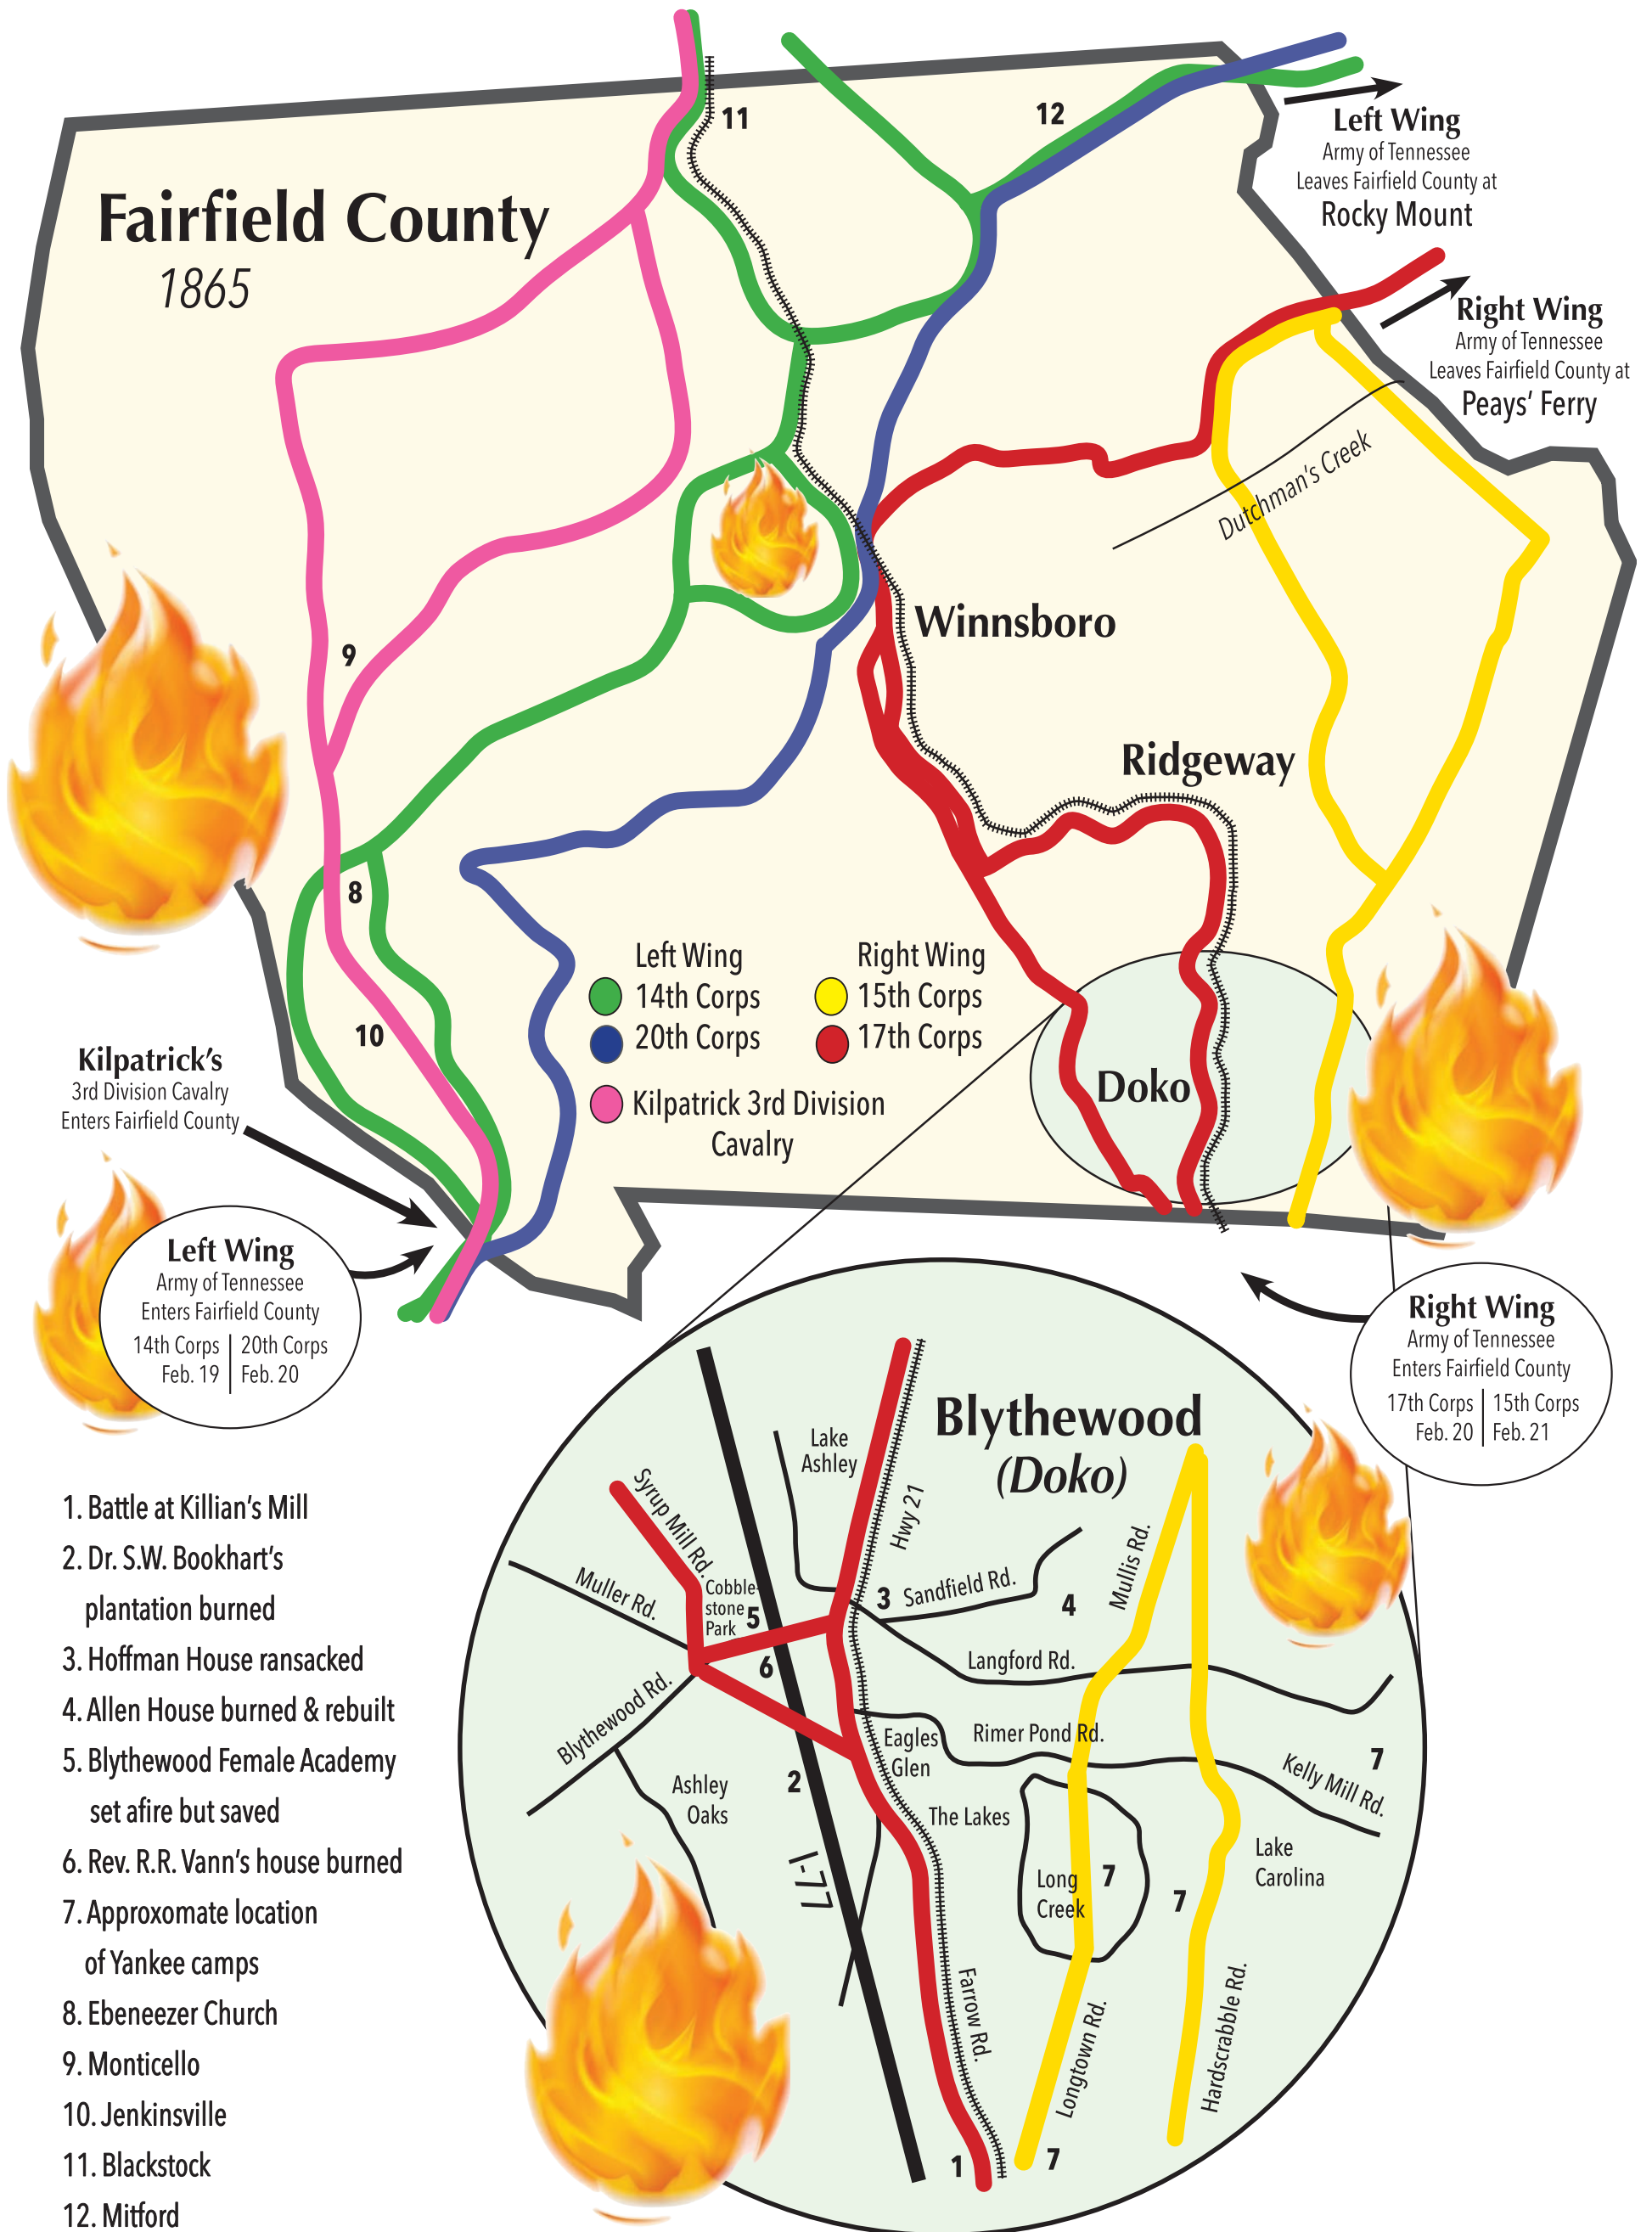 Fairfield County
1865
11
12
Left Wing
Army of Tennessee
Leaves Fairfield County at
Rocky Mount
Right Wing
Army of Tennessee
Leaves Fairfield County at
Peays’ Ferry
Dutchman's Creek
Winnsboro
9
Ridgeway
8
10
Left Wing
14th Corps
20th Corps
Right Wing
15th Corps
17th Corps
Kilpatrick 3rd Division
Cavalry
Doko
Kilpatrick’s
3rd Division Cavalry
Enters Fairfield County
Left Wing
Army of Tennessee
Enters Fairfield County
14th Corps | 20th Corps
Feb. 19 | Feb. 20
Right Wing
Army of Tennessee
Enters Fairfield County
17th Corps | 15th Corps
Feb. 20 | Feb. 21
Blythewood
(Doko)
Lake
Ashley
Hwy 21
Syrup Mill Rd.
Muller Rd.
Cobble-
stone
Park
5
3
Sandfield Rd.
4
Mullis Rd.
6
Langford Rd.
Blythewood Rd.
Eagles
Glen
Rimer Pond Rd.
7
Kelly Mill Rd.
Ashley
Oaks
2
The Lakes
I-77
Long
Creek
7
7
Lake
Carolina
Farrow Rd.
Longtown Rd.
Hardscrabble Rd.
1
7
1. Battle at Killian’s Mill
2. Dr. S.W. Bookhart’s
plantation burned
3. Hoffman House ransacked
4. Allen House burned & rebuilt
5. Blythewood Female Academy
set afire but saved
6. Rev. R.R. Vann’s house burned
7. Approxomate location
of Yankee camps
8. Ebeneezer Church
9. Monticello
10. Jenkinsville
11. Blackstock
12. Mitford